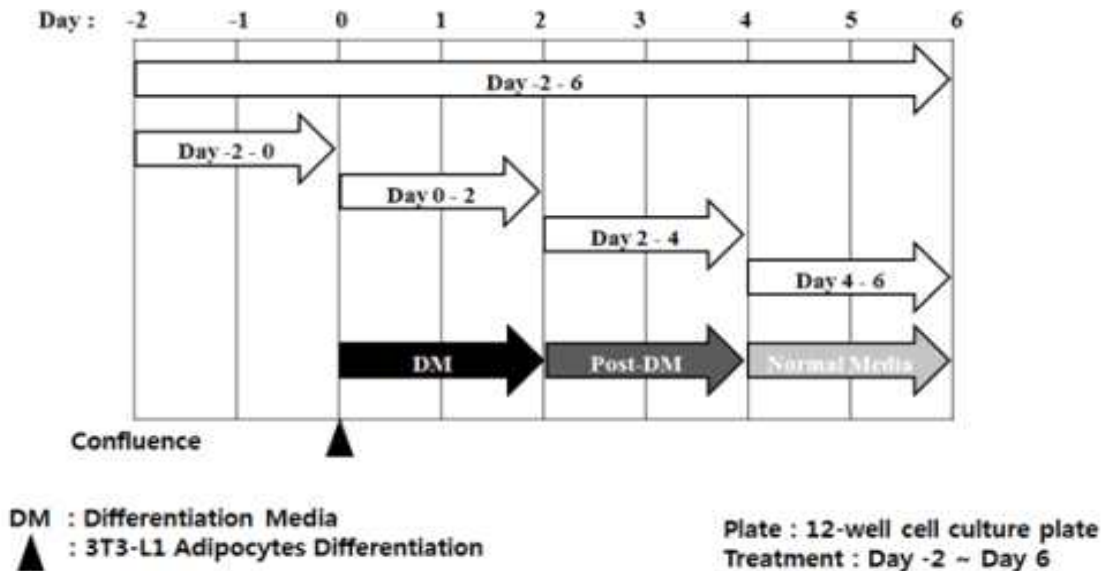 Day : -2 -1 0 1 2 3 4 5 6
Day -2 - 6
Day -2 - 0
Day 0 - 2
Day 2 - 4
Day 4 - 6
DM Post-DM Normal Media
Confluence
DM : Differentiation Media
: 3T3-L1 Adipocytes Differentiation
Plate : 12-well cell culture plate
Treatment : Day -2 ~ Day 6